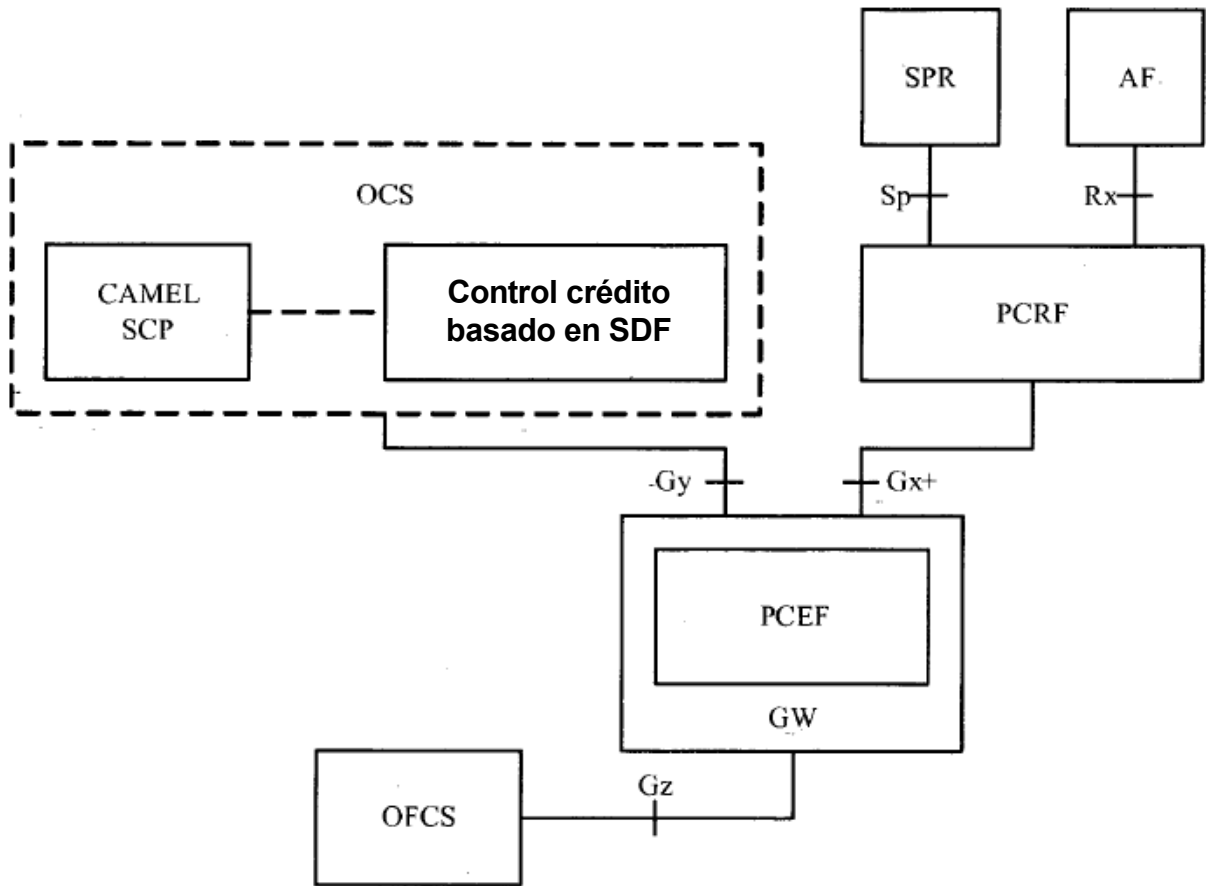 SPR
AF
Sp
Rx
OCS
CAMEL
SCP
Control crédito
basado en SDF
PCRF
Gy
Gx+
PCEF
GW
Gz
OFCS